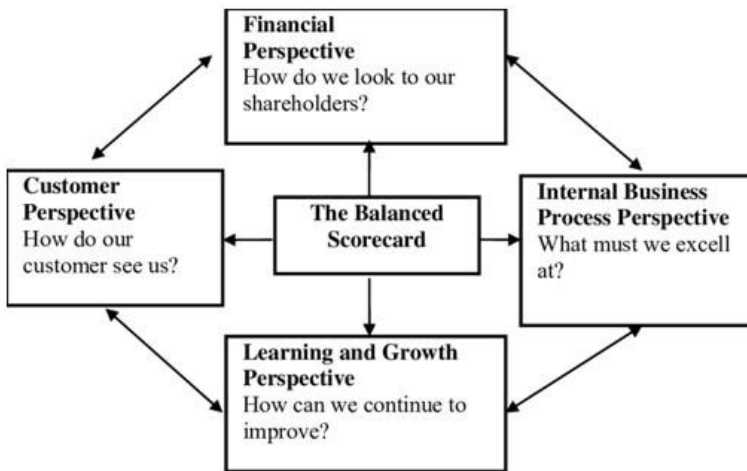 Financial
Perspective
How do we look to our
shareholders?
Customer
Perspective
How do our
customer see us?
The Balanced
Scorecard
Internal Business
Process Perspective
What must we excell
at?
Learning and Growth
Perspective
How can we continue to
improve?